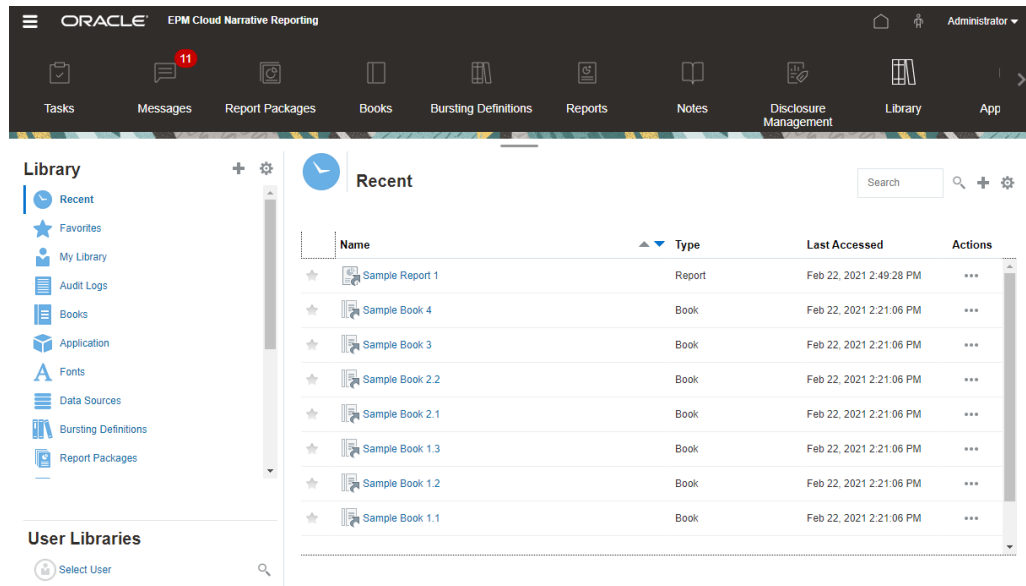 ORACLE® EPM Cloud Narrative Reporting Administrator
11
Tasks Messages Report Packages Books Bursting Definitions Reports Notes Disclosure Management Library App
Library
Recent
Favorites
My Library
Audit Logs
Books
Application
Fonts
Data Sources
Bursting Definitions
Report Packages
User Libraries
Select User
Recent
Search
Name Type Last Accessed Actions
Sample Report 1 Report Feb 22, 2021 2:49:28 PM
Sample Book 4 Book Feb 22, 2021 2:21:06 PM
Sample Book 3 Book Feb 22, 2021 2:21:06 PM
Sample Book 2.2 Book Feb 22, 2021 2:21:06 PM
Sample Book 2.1 Book Feb 22, 2021 2:21:06 PM
Sample Book 1.3 Book Feb 22, 2021 2:21:06 PM
Sample Book 1.2 Book Feb 22, 2021 2:21:06 PM
Sample Book 1.1 Book Feb 22, 2021 2:21:06 PM